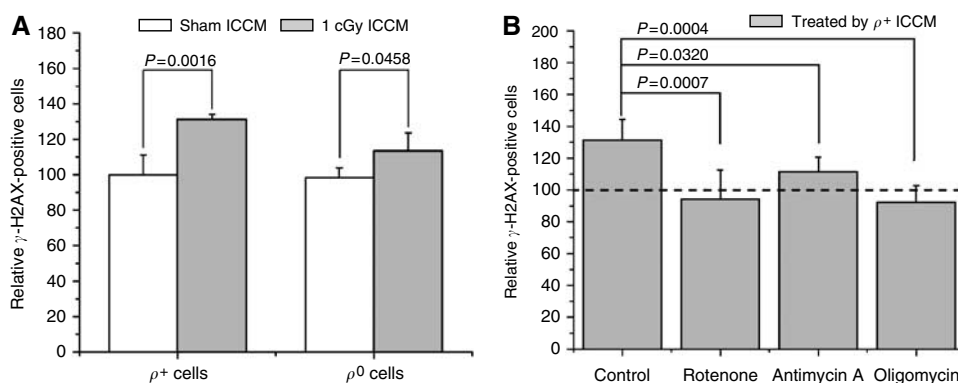 A
Sham ICCM
1 cGy ICCM
Relative γ-H2AX-positive cells
140
130
120
100
80
60
40
20
0
P=0.0016
P=0.0458
ρ+ cells
ρ0 cells
B
Treated by ρ+ ICCM
Relative γ-H2AX-positive cells
200
180
160
140
120
100
80
60
40
20
0
P=0.0004
P=0.0320
P=0.0007
Control
Rotenone
Antimycin A
Oligomycin